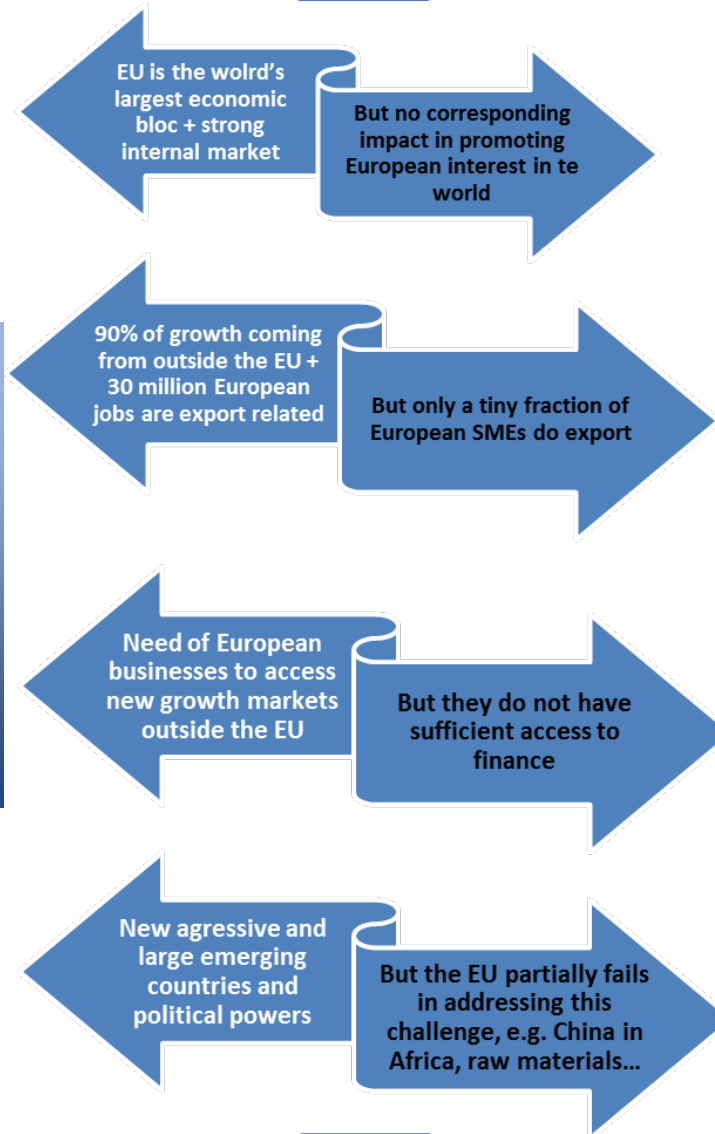 EU is the wolrd's
largest economic
bloc + strong
internal market
But no corresponding
impact in promoting
European interest in te
world
90% of growth coming
from outside the EU +
30 million European
jobs are export related
But only a tiny fraction of
European SMEs do export
Need of European
businesses to access
new growth markets
outside the EU
But they do not have
sufficient access to
finance
New agressive and
large emerging
countries and
political powers
But the EU partially fails
in addressing this
challenge, e.g. China in
Africa, raw materials...